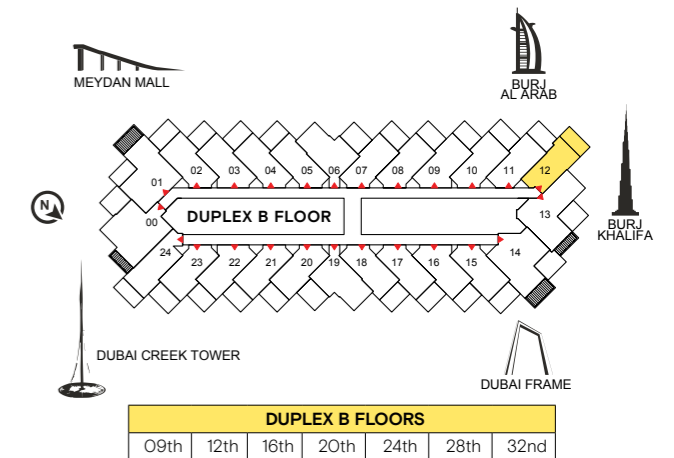 MEYDAN MALL
BURJ
AL ARAB
02 03 04 05 06 07 08 09 10 11 12
01
N
00
DUPLEX B FLOOR
13
BURJ
KHALIFA
24
14
23 22 21 20 19 18 17 16 15
DUBAI CREEK TOWER
DUBAI FRAME
DUPLEX B FLOORS
09th 12th 16th 20th 24th 28th 32nd